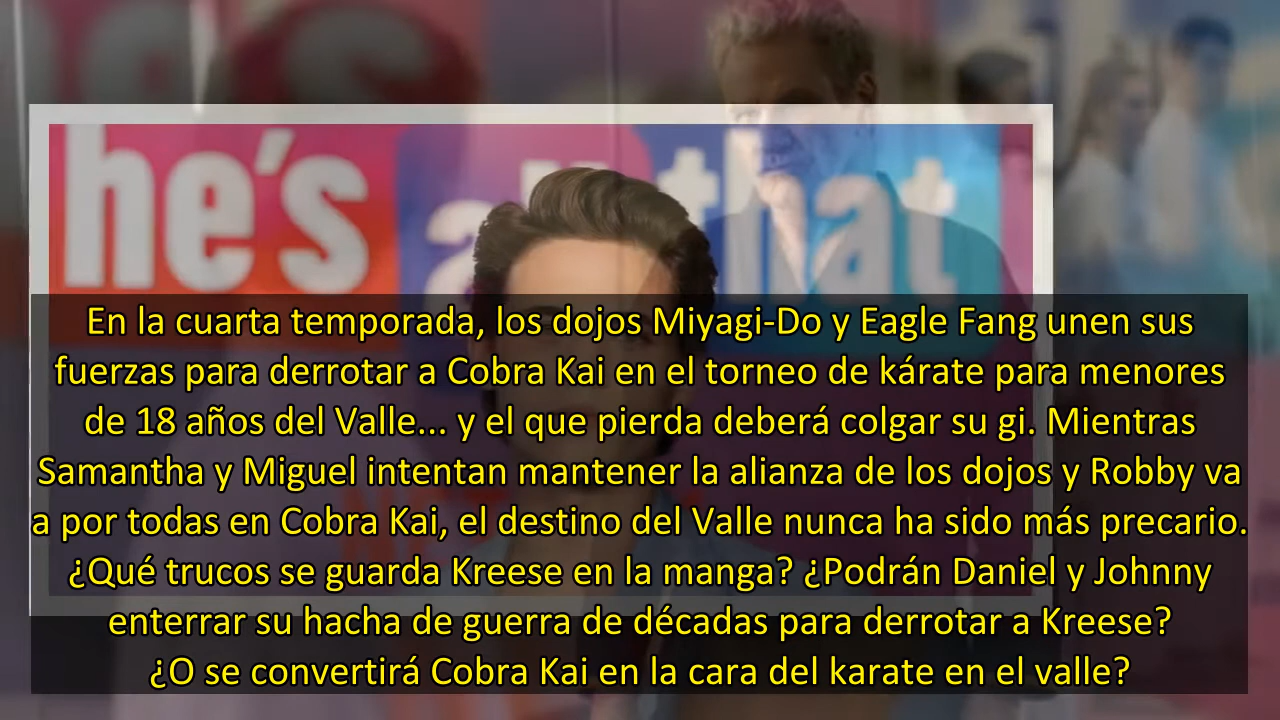 he's all that
En la cuarta temporada, los dojos Miyagi-Do y Eagle Fang unen sus
fuerzas para derrotar a Cobra Kai en el torneo de kárate para menores
de 18 años del Valle... y el que pierda deberá colgar su gi. Mientras
Samantha y Miguel intentan mantener la alianza de los dojos y Robby va
a por todas en Cobra Kai, el destino del Valle nunca ha sido más precario.
¿Qué trucos se guarda Kreese en la manga? ¿Podrán Daniel y Johnny
enterrar su hacha de guerra de décadas para derrotar a Kreese?
¿O se convertirá Cobra Kai en la cara del karate en el valle?